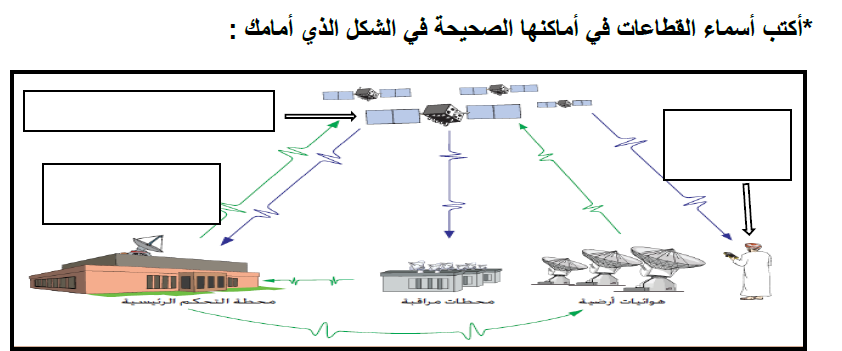 *أكتب أسماء القطاعات في أماكنها الصحيحة في الشكل الذي أمامك :
محطة التحكم الرئيسية
محطات مراقبة
هوائيات أرضية